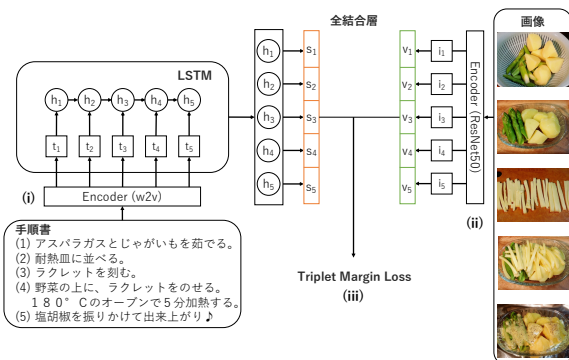 全結合層
画像
LSTM
h1 h2 h3 h4 h5
t1 t2 t3 t4 t5
(i)
Encoder (w2v)
手順書
(1) アスパラガスとじゃがいもを茹でる。
(2) 耐熱皿に並べる。
(3) ラクレットを刻む。
(4) 野菜の上に、ラクレットをのせる。
１８０°Ｃのオーブンで５分加熱する。
(5) 塩胡椒を振りかけて出来上がり♪
h1 s1
h2 s2
h3 s3
h4 s4
h5 s5
v1 i1
v2 i2
v3 i3
v4 i4
v5 i5
Encoder (ResNet50)
(ii)
Triplet Margin Loss
(iii)